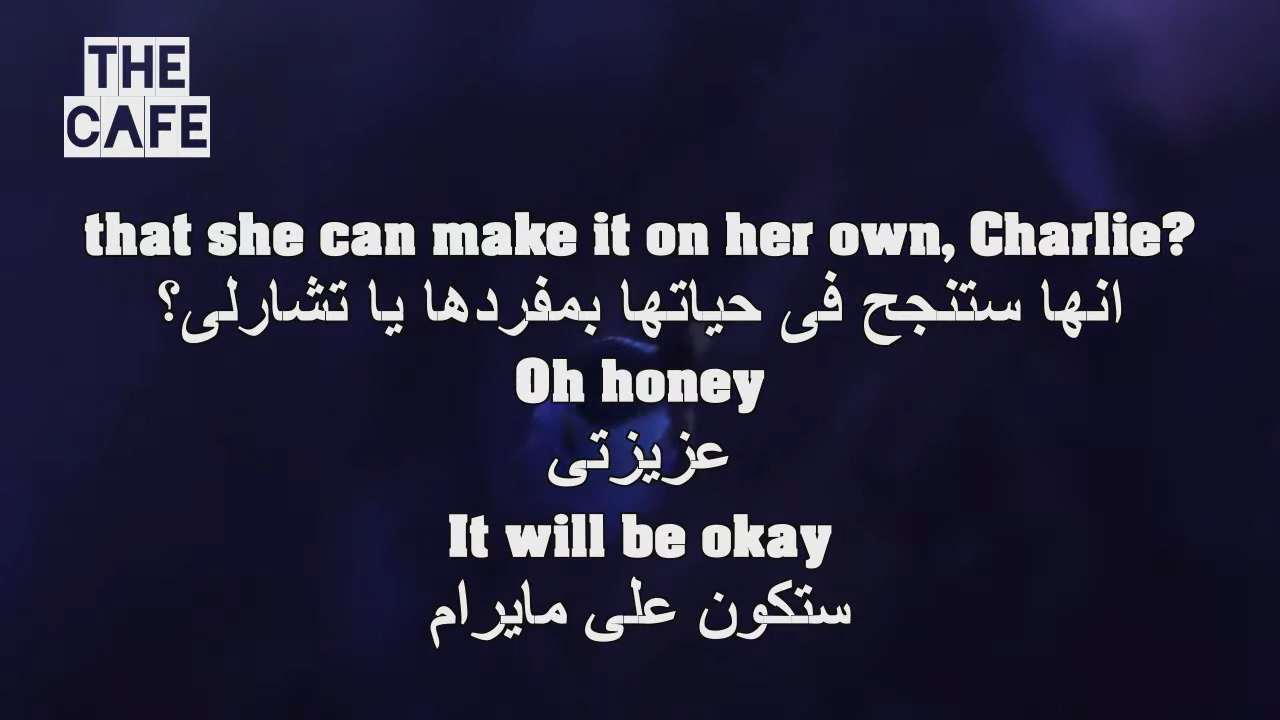 THE
CAFE
that she can make it on her own, Charlie?
انها ستنجح فى حياتها بمفردها يا تشارلى؟
Oh honey
عزيزتى
It will be okay
ستكون على مايرام